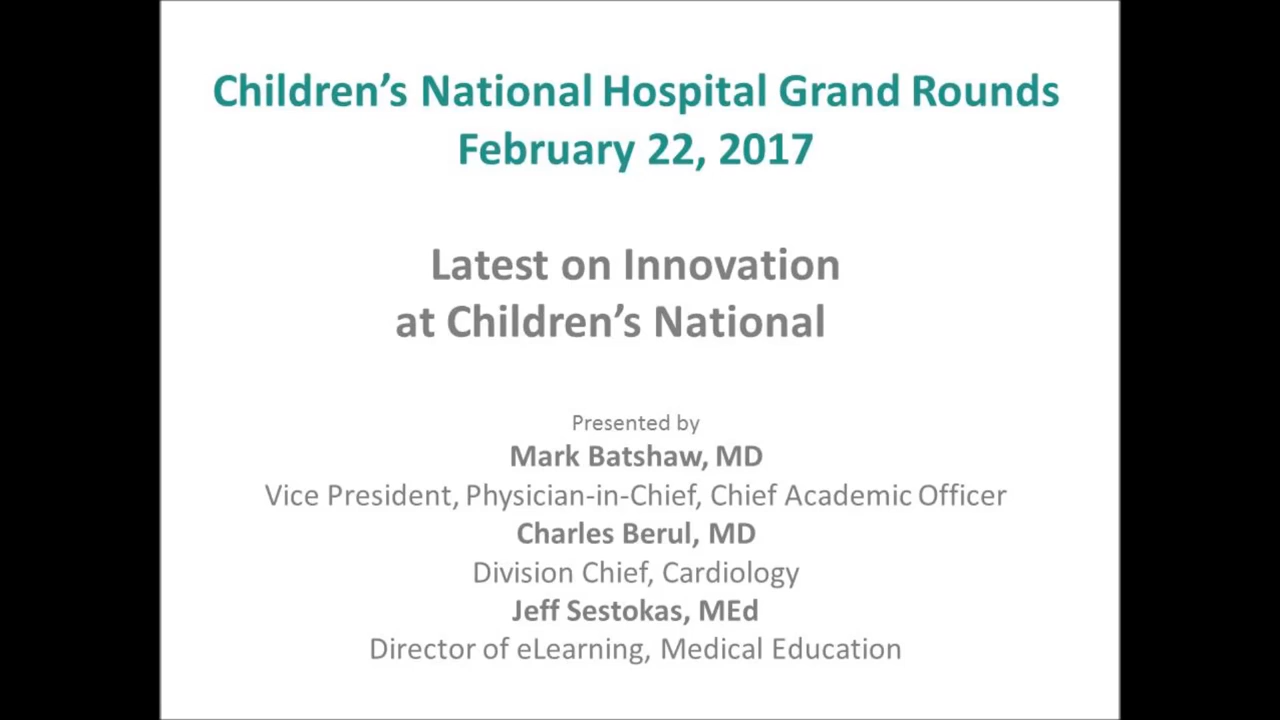 Children’s National Hospital Grand Rounds
February 22, 2017
Latest on Innovation
at Children’s National
Presented by
Mark Batshaw, MD
Vice President, Physician-in-Chief, Chief Academic Officer
Charles Berul, MD
Division Chief, Cardiology
Jeff Sestokas, MEd
Director of eLearning, Medical Education